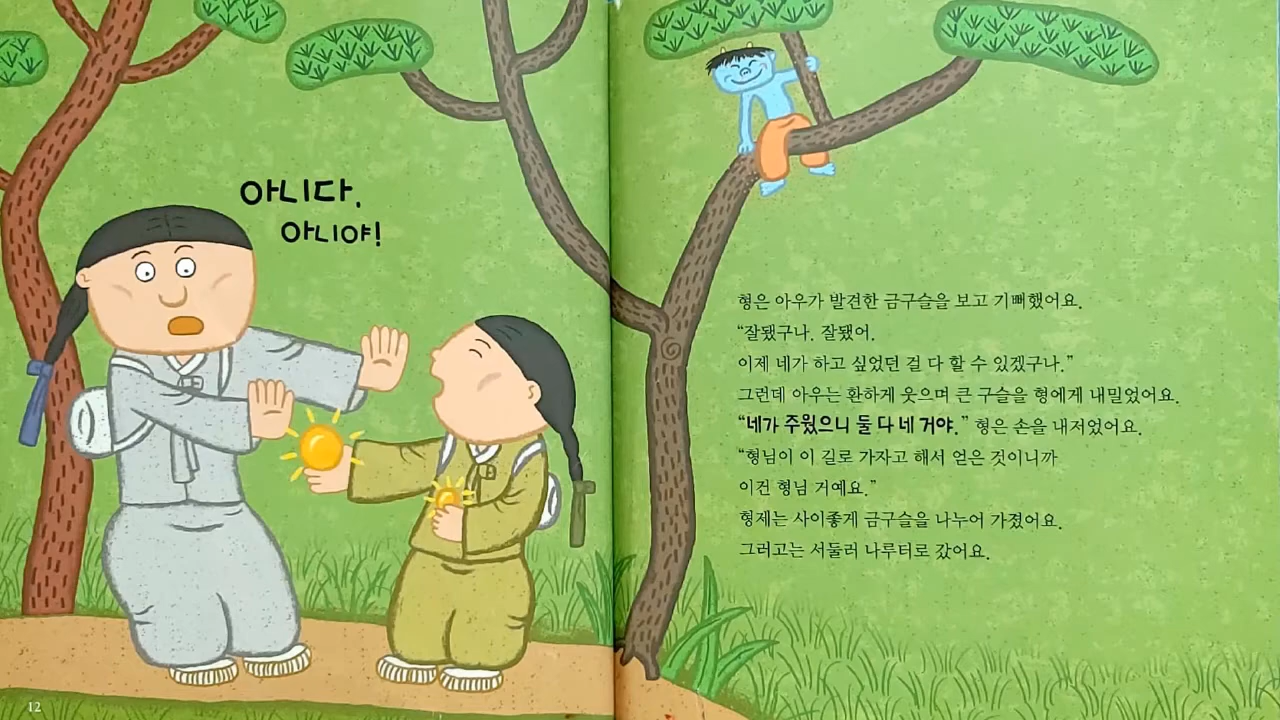 아니다,
아니야!
형은 아우가 발견한 금구슬을 보고 기뻐했어요.
“잘됐구나. 잘됐어.
이제 네가 하고 싶었던 걸 다 할 수 있겠구나.”
그런데 아우는 환하게 웃으며 큰 구슬을 형에게 내밀었어요.
“네가 주웠으니 둘 다 네 거야.” 형은 손을 내저었어요.
“형님이 이 길로 가자고 해서 얻은 것이니까
이건 형님 거예요.”
형제는 사이좋게 금구슬을 나누어 가졌어요.
그러고는 서둘러 나루터로 갔어요.
12